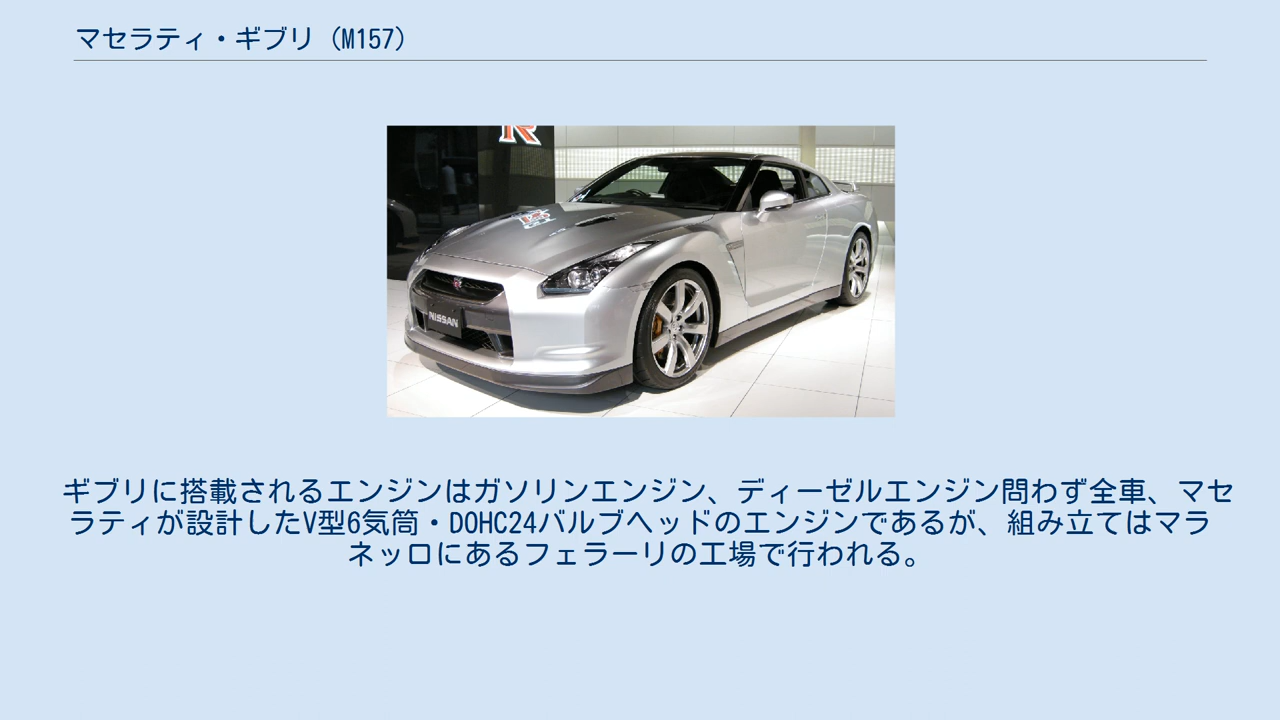 マセラティ・ギブリ (M157)
R
NISSAN
ギブリに搭載されるエンジンはガソリンエンジン、ディーゼルエンジン問わず全車、マセ
ラティが設計したV型6気筒・DOHC24バルブヘッドのエンジンであるが、組み立てはマラ
ネッロにあるフェラーリの工場で行われる。